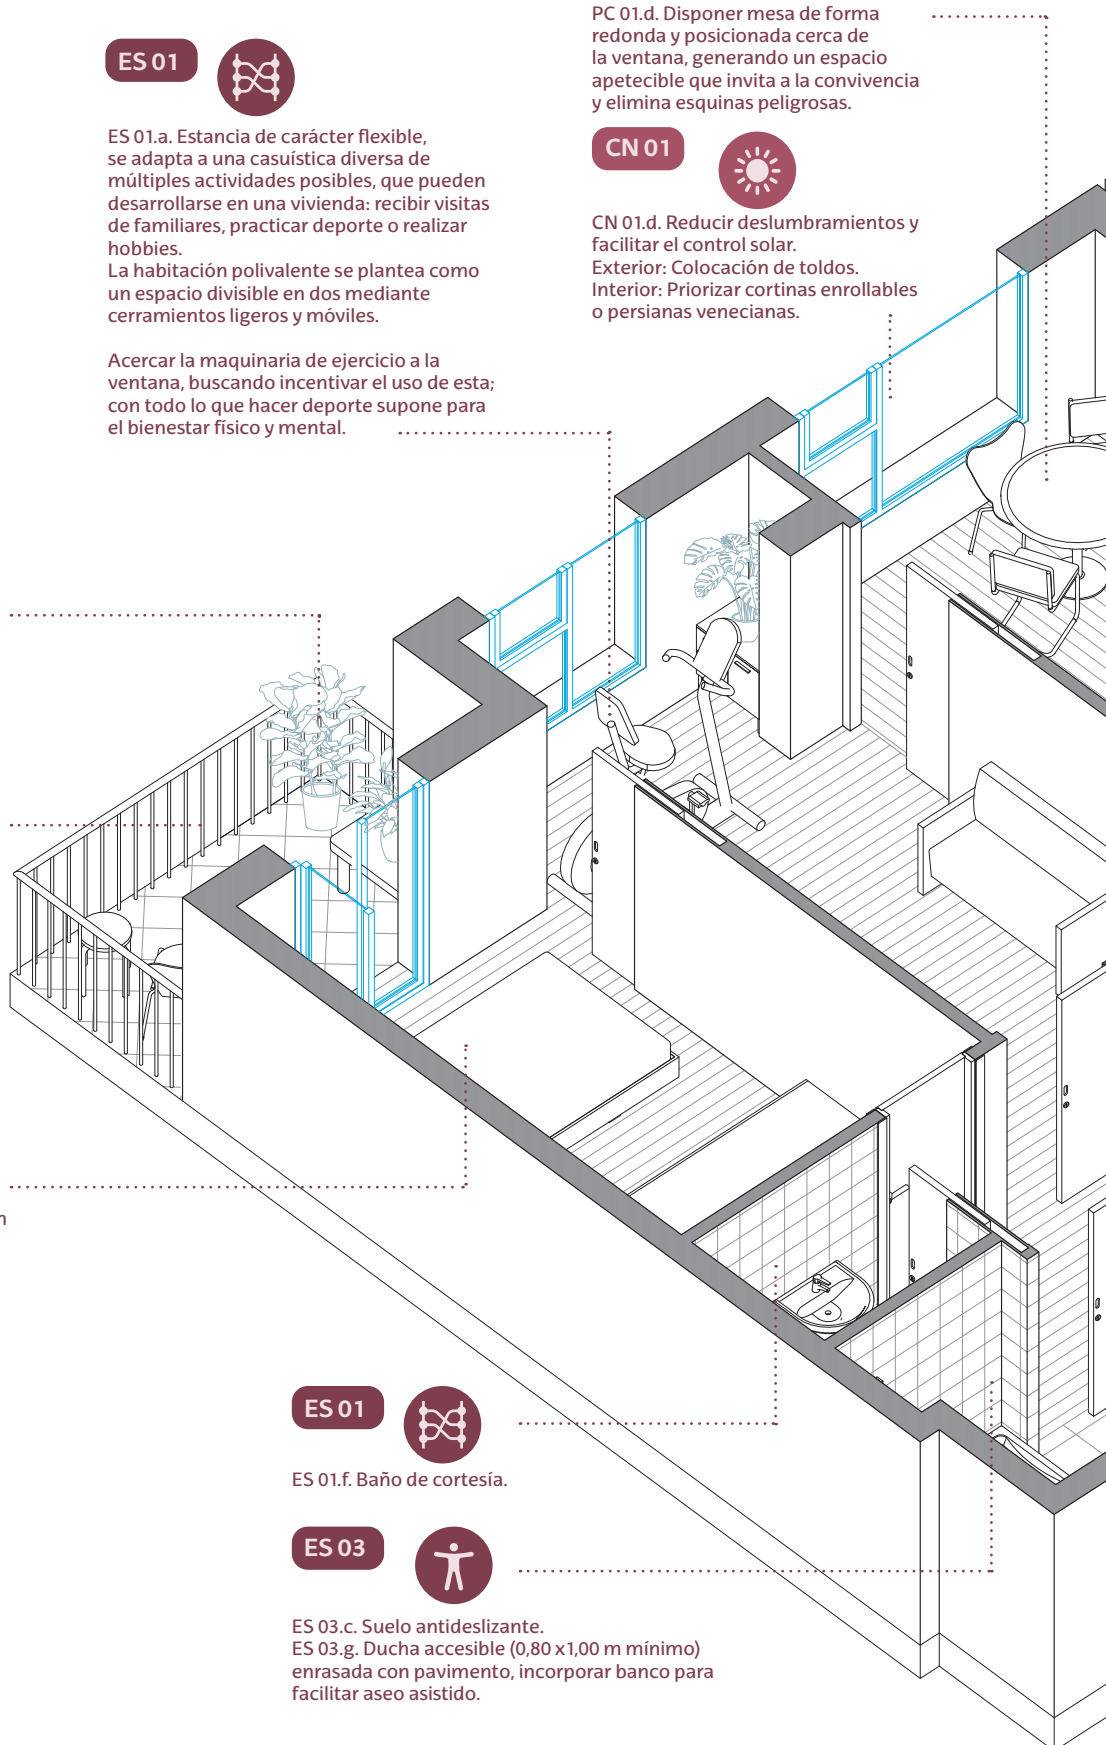 ES 01
ES 01.a. Estancia de carácter flexible,
se adapta a una casuística diversa de
múltiples actividades posibles, que pueden
desarrollarse en una vivienda: recibir visitas
de familiares, practicar deporte o realizar
hobbies.
La habitación polivalente se plantea como
un espacio divisible en dos mediante
cerramientos ligeros y móviles.
Acercar la maquinaria de ejercicio a la
ventana, buscando incentivar el uso de esta;
con todo lo que hacer deporte supone para
el bienestar físico y mental.
PC 01.d. Disponer mesa de forma
redonda y posicionada cerca de
la ventana, generando un espacio
apetecible que invita a la convivencia
y elimina esquinas peligrosas.
CN 01
CN 01.d. Reducir deslumbramientos y
facilitar el control solar.
Exterior: Colocación de toldos.
Interior: Priorizar cortinas enrollables
o persianas venecianas.
ES 01
ES 01.f. Baño de cortesía.
ES 03
ES 03.c. Suelo antideslizante.
ES 03.g. Ducha accesible (0,80 x1,00 m mínimo)
enrasada con pavimento, incorporar banco para
facilitar aseo asistido.